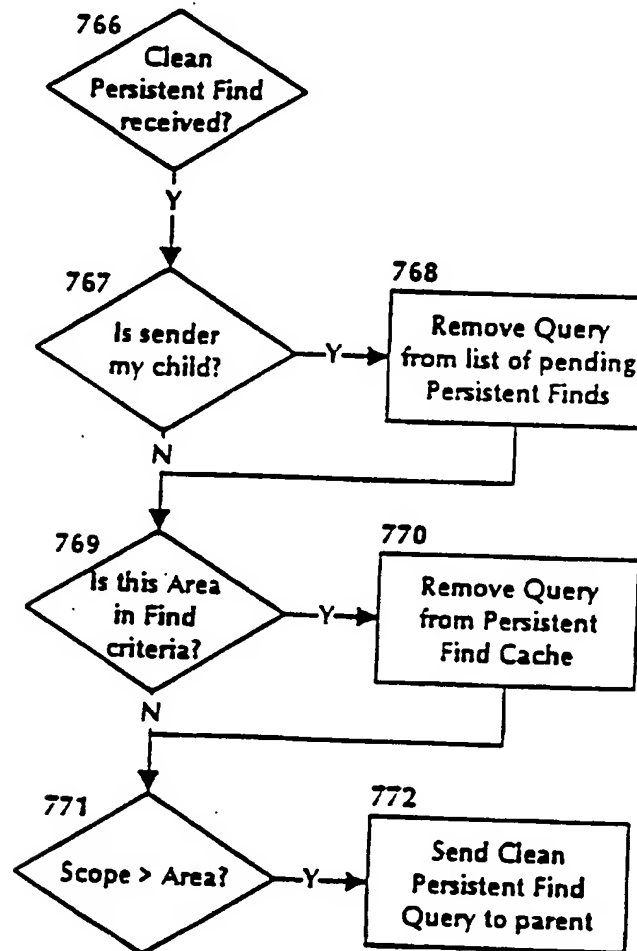 766
Clean
Persistent Find
received?
Y
767
Is sender
my child?
Y
768
Remove Query
from list of pending
Persistent Finds
N
769
Is this Area
in Find
criteria?
Y
770
Remove Query
from Persistent
Find Cache
N
771
Scope > Area?
Y
772
Send Clean
Persistent Find
Query to parent